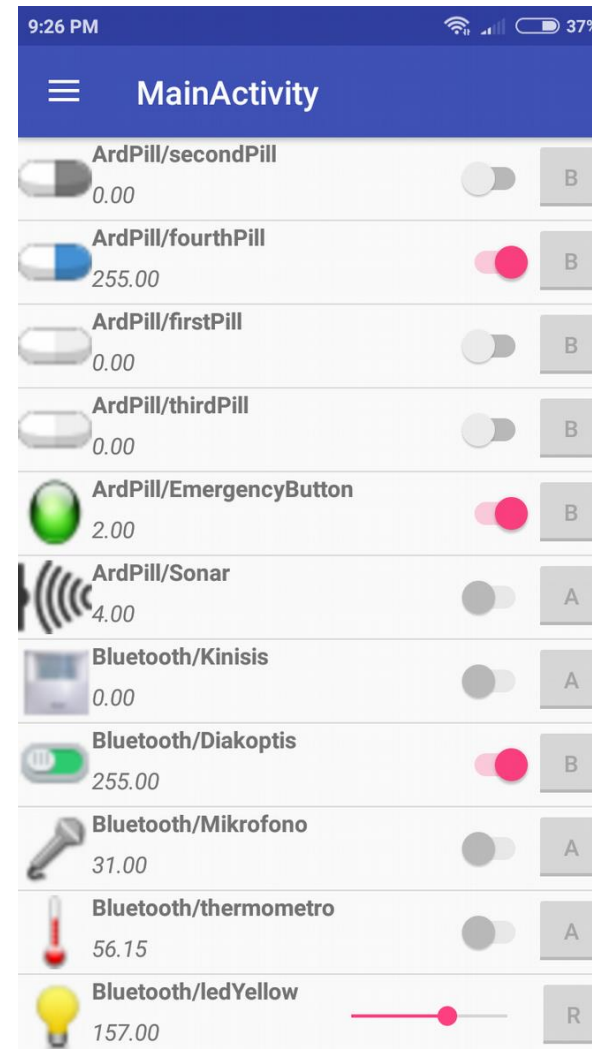 9:26 PM 37%
MainActivity
ArdPill/secondPill
0.00
B
ArdPill/fourthPill
255.00
B
ArdPill/firstPill
0.00
B
ArdPill/thirdPill
0.00
B
ArdPill/EmergencyButton
2.00
B
ArdPill/Sonar
4.00
A
Bluetooth/Kinisis
0.00
A
Bluetooth/Diakoptis
255.00
B
Bluetooth/Mikrofono
31.00
A
Bluetooth/thermometro
56.15
A
Bluetooth/ledYellow
157.00
R